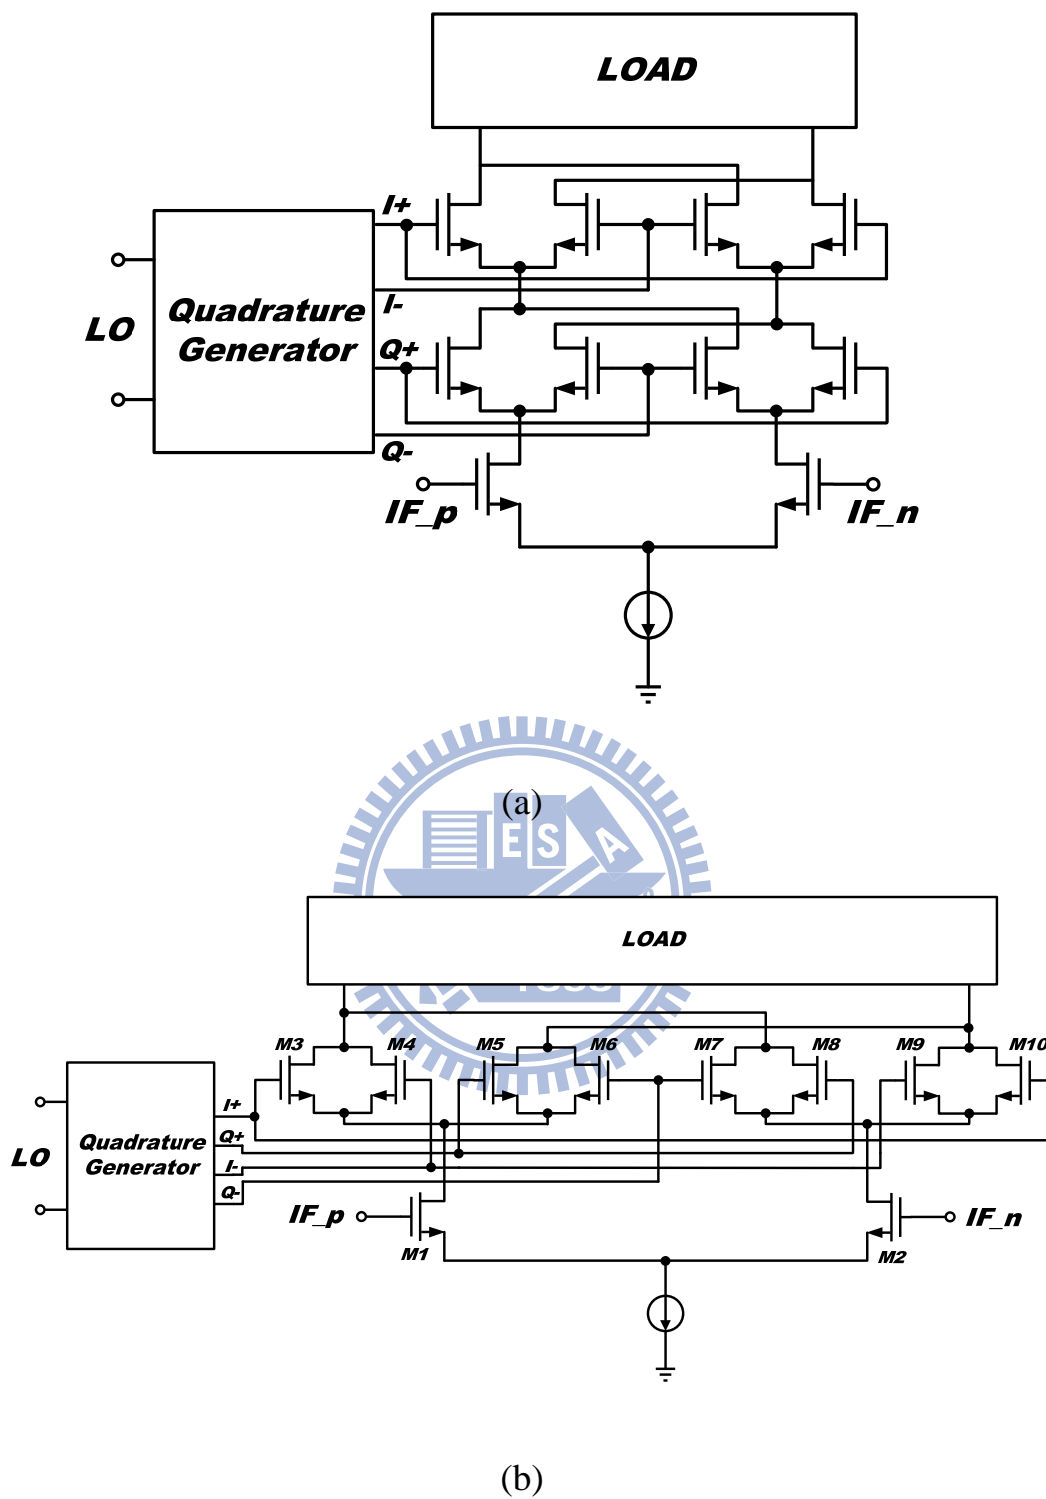 LOAD
I+
LO
Quadrature
Generator
I-
Q+
Q-
IF_p
IF_n
(a)
E S A
LOAD
M3 M4 M5 M6 M7 M8 M9 M10
LO
Quadrature
Generator
I+
Q+
I-
Q-
IF_p
IF_n
M1
M2
(b)